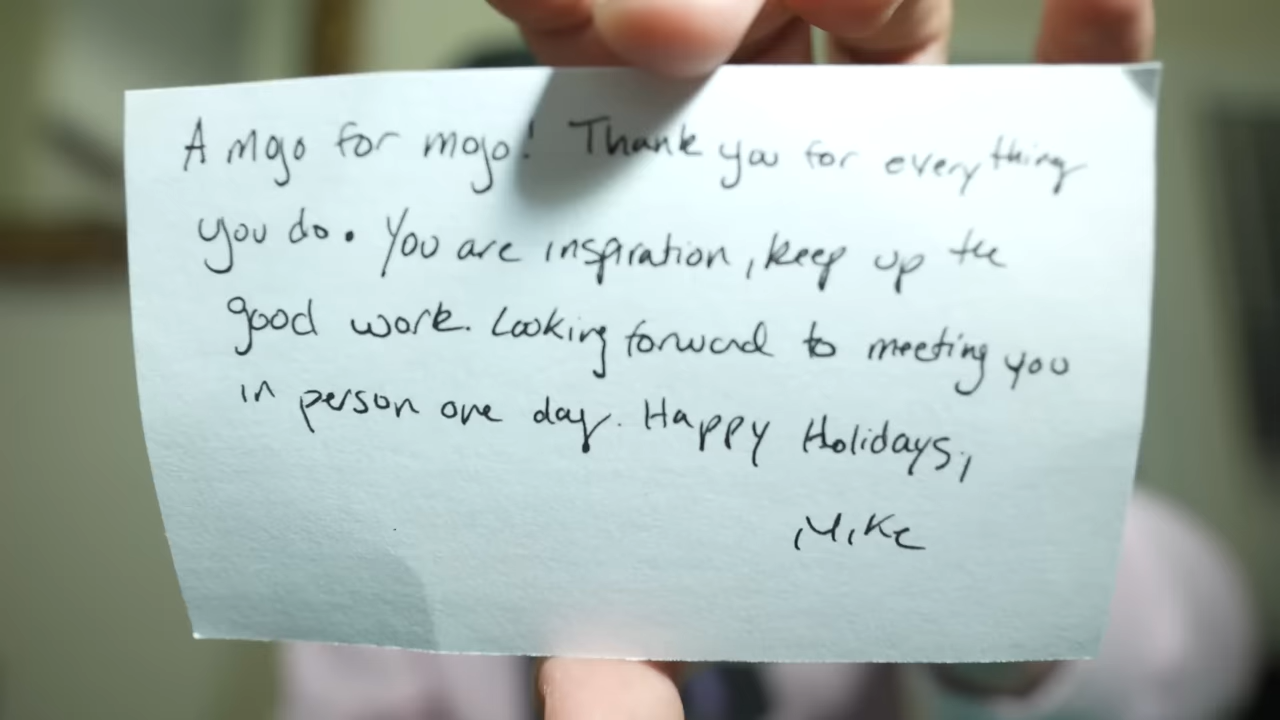 A mojo for mojo! Thank you for everything
you do. You are inspiration, keep up the
good work. Looking forward to meeting you
in person one day. Happy Holidays,
Mike